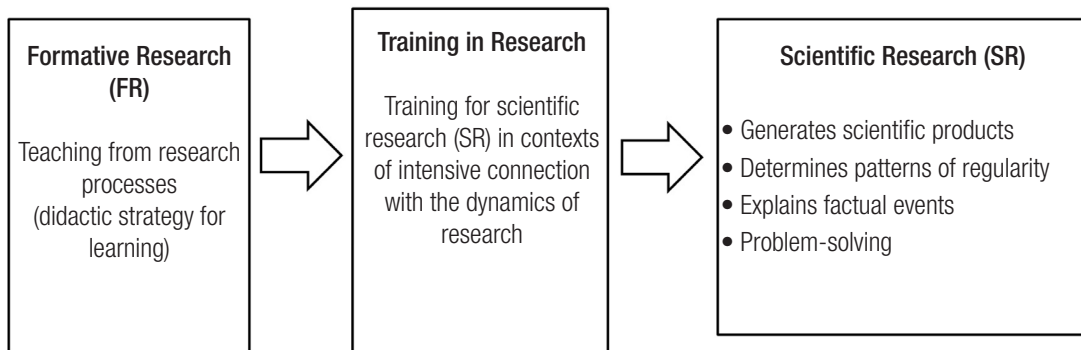 Formative Research
(FR)
Teaching from research
processes
(didactic strategy for
learning)
Training in Research
Training for scientific
research (SR) in contexts
of intensive connection
with the dynamics of
research
Scientific Research (SR)
• Generates scientific products
• Determines patterns of regularity
• Explains factual events
• Problem-solving